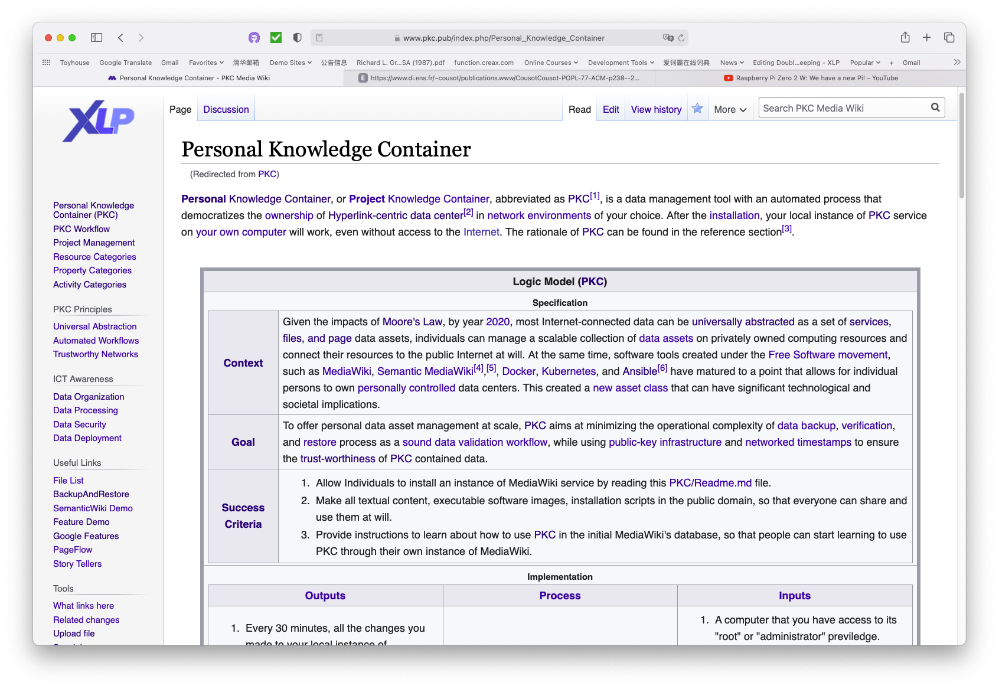 www.pkc.pub/index.php/Personal_Knowledge_Container
Toyhouse Google Translate Gmail Favorites 清华邮箱 Demo Sites 公告信息 Richard L. Gr...SA (1987).pdf function.creax.com Online Courses Development Tools 爱词霸在线词典 News Editing Doubl...eeping - XLP Popular + Gmail
Personal Knowledge Container - PKC Media Wiki
E https://www.di.ens.fr/~cousot/publications.www/CousotCousot-POPL-77-ACM-p238--2...
Raspberry Pi Zero 2 W: We have a new Pi! - YouTube
XLP
Page Discussion Read Edit View history More Search PKC Media Wiki
Personal Knowledge Container (PKC)
PKC Workflow
Project Management
Resource Categories
Property Categories
Activity Categories
PKC Principles
Universal Abstraction
Automated Workflows
Trustworthy Networks
ICT Awareness
Data Organization
Data Processing
Data Security
Data Deployment
Useful Links
File List
BackupAndRestore
SemanticWiki Demo
Feature Demo
Google Features
PageFlow
Story Tellers
Tools
What links here
Related changes
Upload file
Personal Knowledge Container
(Redirected from PKC)
Personal Knowledge Container, or Project Knowledge Container, abbreviated as PKC[1], is a data management tool with an automated process that
democratizes the ownership of Hyperlink-centric data center[2] in network environments of your choice. After the installation, your local instance of PKC service
on your own computer will work, even without access to the Internet. The rationale of PKC can be found in the reference section[3].
Logic Model (PKC)
Specification
Context
Given the impacts of Moore's Law, by year 2020, most Internet-connected data can be universally abstracted as a set of services,
files, and page data assets, individuals can manage a scalable collection of data assets on privately owned computing resources and
connect their resources to the public Internet at will. At the same time, software tools created under the Free Software movement,
such as MediaWiki, Semantic MediaWiki[4],[5], Docker, Kubernetes, and Ansible[6] have matured to a point that allows for individual
persons to own personally controlled data centers. This created a new asset class that can have significant technological and
societal implications.
Goal
To offer personal data asset management at scale, PKC aims at minimizing the operational complexity of data backup, verification,
and restore process as a sound data validation workflow, while using public-key infrastructure and networked timestamps to ensure
the trust-worthiness of PKC contained data.
Success
Criteria
1. Allow Individuals to install an instance of MediaWiki service by reading this PKC/Readme.md file.
2. Make all textual content, executable software images, installation scripts in the public domain, so that everyone can share and
use them at will.
3. Provide instructions to learn about how to use PKC in the initial MediaWiki's database, so that people can start learning to use
PKC through their own instance of MediaWiki.
Implementation
Outputs Process Inputs
1. Every 30 minutes, all the changes you
made to your local instance of
1. A computer that you have access to its
"root" or "administrator" previledge.